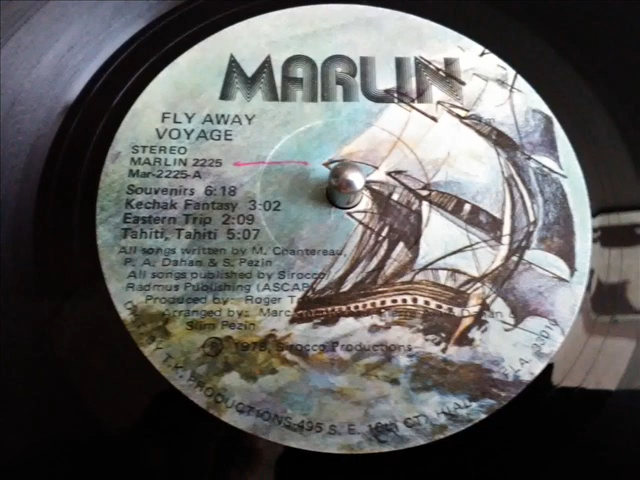 MARLIN
FLY AWAY
VOYAGE
STEREO
MARLIN 2225
Mar-2225-A
Souvenirs 6:18
Kechak Fantasy 3:02
Eastern Trip 2:09
Tahiti, Tahiti 5:07
All songs written by M. Chantereau,
P. A. Dahan & S. Pezin
All songs published by Sirocco/
Radmus Publishing (ASCAP)
Produced by: Roger
Arranged by: Marc
Slim Pezin
℗ 1978, Sirocco Productions
BY T.K. PRODUCTIONS 495 S. E.